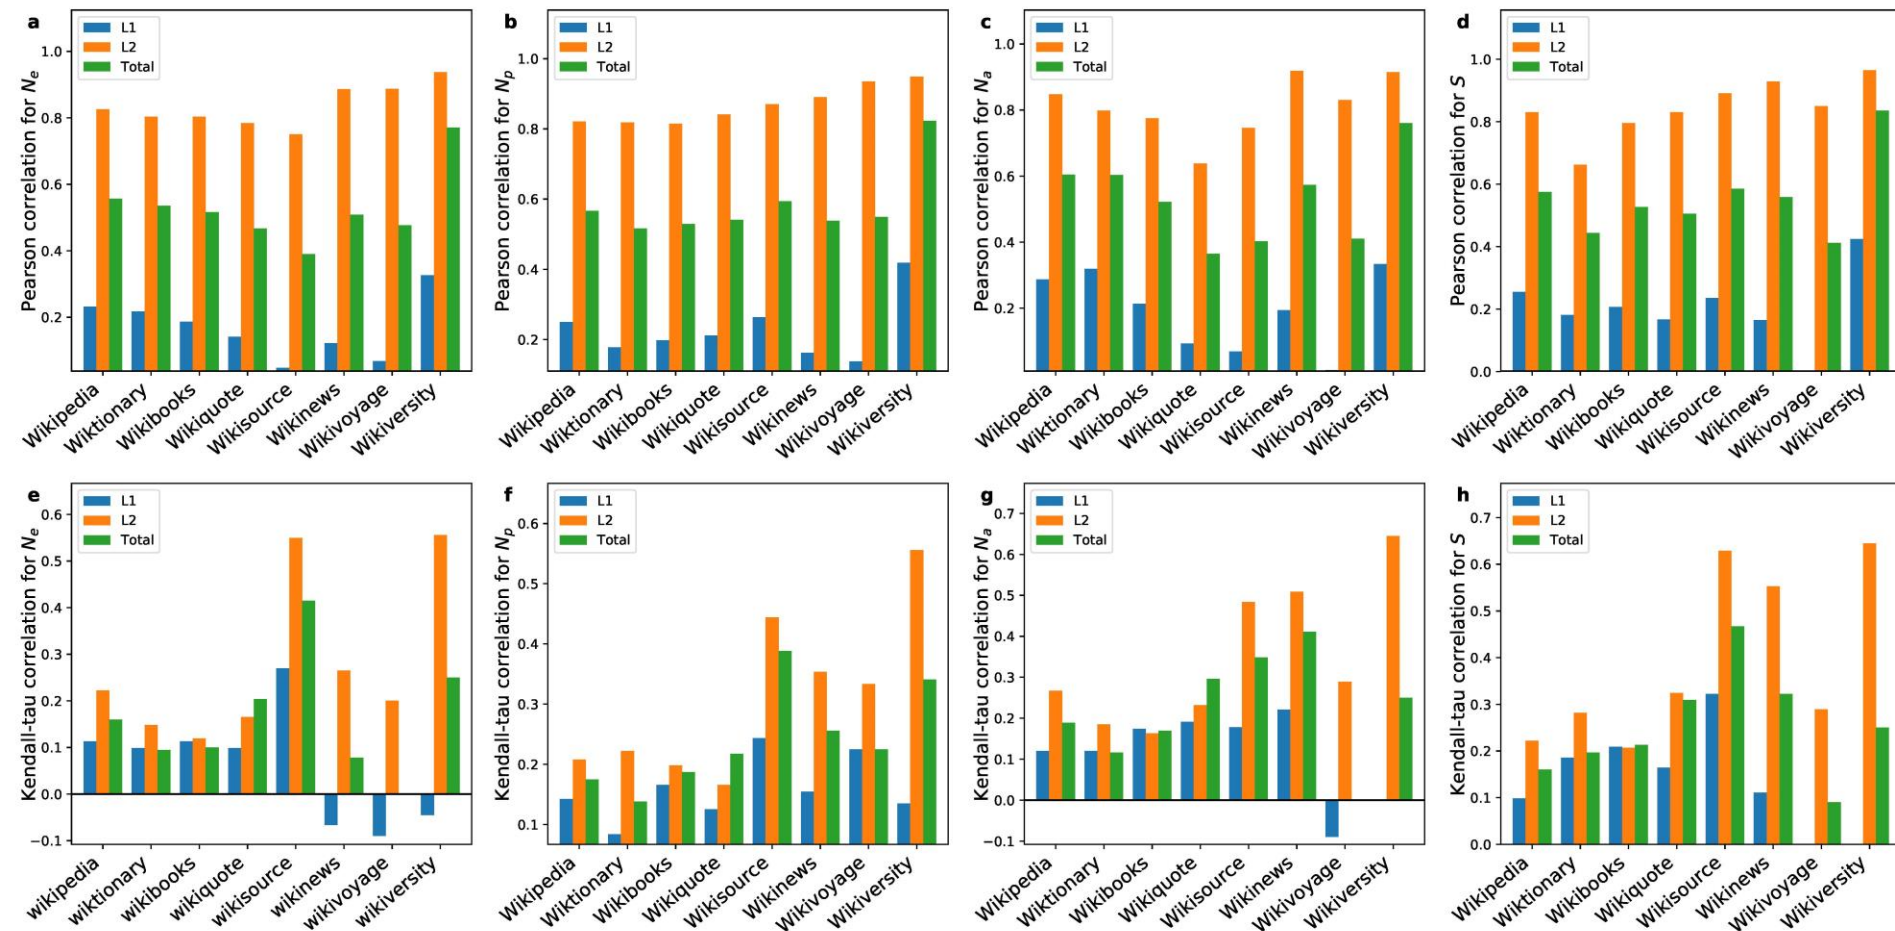 a
L1
L2
Total
Pearson correlation for Nₑ
1.0
0.8
0.6
0.4
0.2
Wikipedia
Wiktionary
Wikibooks
Wikiquote
Wikisource
Wikinews
Wikivoyage
Wikiversity
b
L1
L2
Total
Pearson correlation for Nₚ
1.0
0.8
0.6
0.4
0.2
Wikipedia
Wiktionary
Wikibooks
Wikiquote
Wikisource
Wikinews
Wikivoyage
Wikiversity
c
L1
L2
Total
Pearson correlation for Nₐ
1.0
0.8
0.6
0.4
0.2
Wikipedia
Wiktionary
Wikibooks
Wikiquote
Wikisource
Wikinews
Wikivoyage
Wikiversity
d
L1
L2
Total
Pearson correlation for S
1.0
0.8
0.6
0.4
0.2
0.0
Wikipedia
Wiktionary
Wikibooks
Wikiquote
Wikisource
Wikinews
Wikivoyage
Wikiversity
e
L1
L2
Total
Kendall-tau correlation for Nₑ
0.6
0.5
0.4
0.3
0.2
0.1
0.0
−0.1
wikipedia
wiktionary
wikibooks
wikiquote
wikisource
wikinews
wikivoyage
wikiversity
f
L1
L2
Total
Kendall-tau correlation for Nₚ
0.6
0.5
0.4
0.3
0.2
0.1
Wikipedia
Wiktionary
Wikibooks
Wikiquote
Wikisource
Wikinews
Wikivoyage
Wikiversity
g
L1
L2
Total
Kendall-tau correlation for Nₐ
0.7
0.6
0.5
0.4
0.3
0.2
0.1
0.0
−0.1
Wikipedia
Wiktionary
Wikibooks
Wikiquote
Wikisource
Wikinews
Wikivoyage
Wikiversity
h
L1
L2
Total
Kendall-tau correlation for S
0.7
0.6
0.5
0.4
0.3
0.2
0.1
0.0
Wikipedia
Wiktionary
Wikibooks
Wikiquote
Wikisource
Wikinews
Wikivoyage
Wikiversity